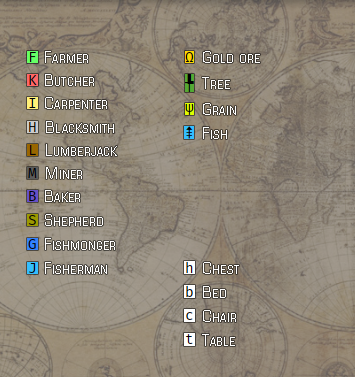 F Farmer
K Butcher
I Carpenter
H Blacksmith
L Lumberjack
M Miner
B Baker
S Shepherd
G Fishmonger
J Fisherman
Ω Gold ore
Tree
Ψ Grain
‡ Fish
h Chest
b Bed
c Chair
t Table